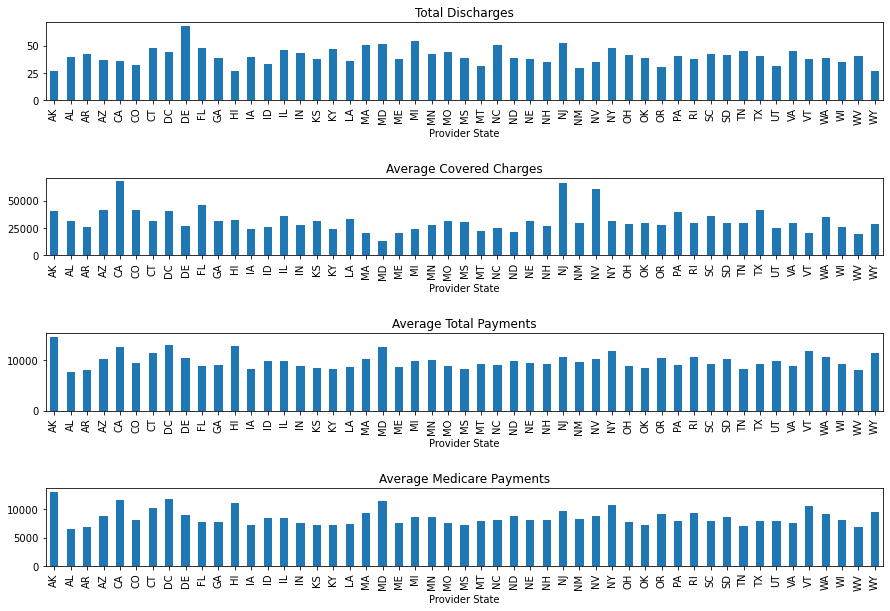 Total Discharges
50
25
0
AK AL AR AZ CA CO CT DC DE FL GA HI IA ID IL IN KS KY LA MA MD ME MI MN MO MS MT NC ND NE NH NJ NM NV NY OH OK OR PA RI SC SD TN TX UT VA VT WA WI WV WY
Provider State
Average Covered Charges
50000
25000
0
AK AL AR AZ CA CO CT DC DE FL GA HI IA ID IL IN KS KY LA MA MD ME MI MN MO MS MT NC ND NE NH NJ NM NV NY OH OK OR PA RI SC SD TN TX UT VA VT WA WI WV WY
Provider State
Average Total Payments
10000
0
AK AL AR AZ CA CO CT DC DE FL GA HI IA ID IL IN KS KY LA MA MD ME MI MN MO MS MT NC ND NE NH NJ NM NV NY OH OK OR PA RI SC SD TN TX UT VA VT WA WI WV WY
Provider State
Average Medicare Payments
10000
5000
0
AK AL AR AZ CA CO CT DC DE FL GA HI IA ID IL IN KS KY LA MA MD ME MI MN MO MS MT NC ND NE NH NJ NM NV NY OH OK OR PA RI SC SD TN TX UT VA VT WA WI WV WY
Provider State